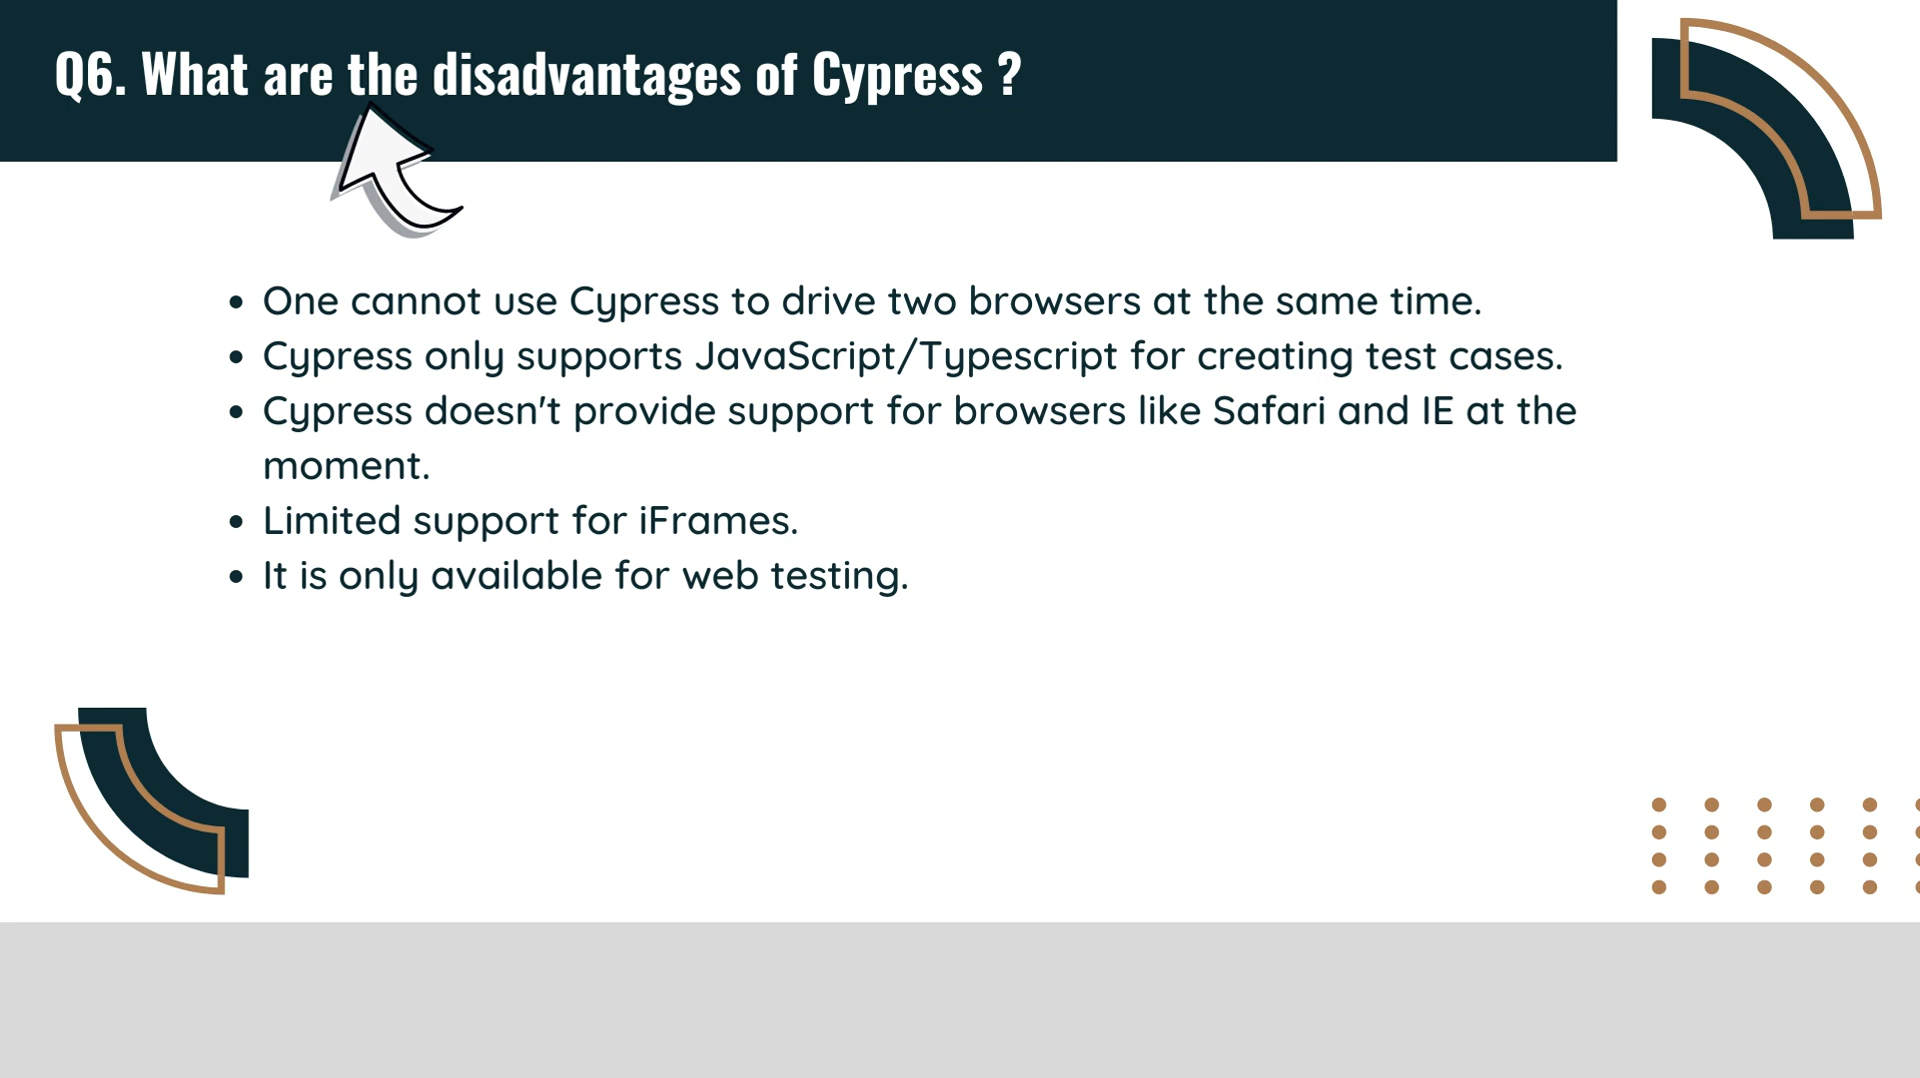 Q6. What are the disadvantages of Cypress ?
• One cannot use Cypress to drive two browsers at the same time.
• Cypress only supports JavaScript/Typescript for creating test cases.
• Cypress doesn't provide support for browsers like Safari and IE at the
moment.
• Limited support for iFrames.
• It is only available for web testing.